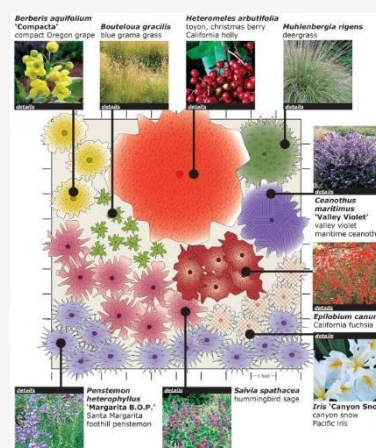 Berberis aquifolium
'Compacta'
compact Oregon grape
Bouteloua gracilis
blue grama grass
Heteromeles arbutifolia
toyon, christmas berry
California holly
Muhlenbergia rigens
deergrass
details
details
details
details
details
Ceanothus
maritimus
'Valley Violet'
valley violet
maritime ceanoth
details
Epilobium canum
California fuchsia
details
Iris 'Canyon Sno
canyon snow
Pacific iris
details
Penstemon
heterophyllus
'Margarita B.O.P.'
Santa Margarita
foothill penstemon
details
Salvia spathacea
hummingbird sage